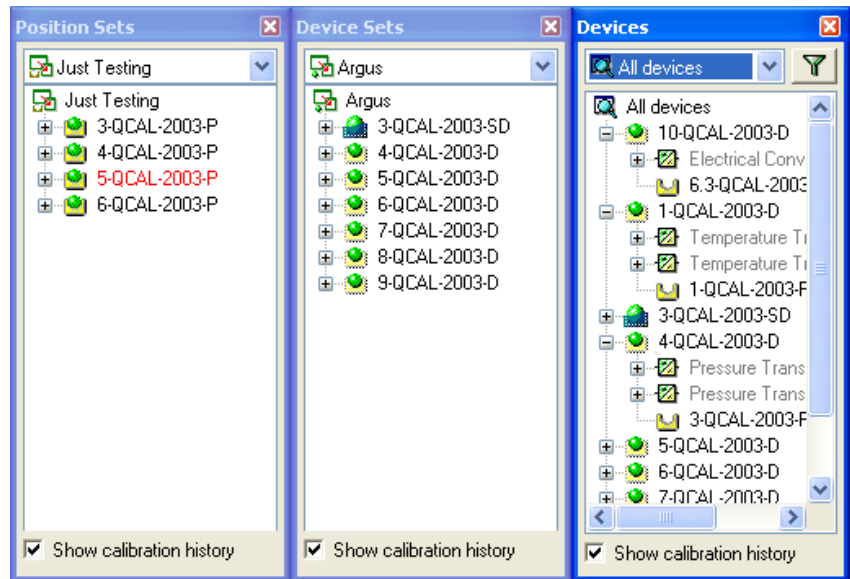 Position Sets
Just Testing
Just Testing
3-QCAL-2003-P
4-QCAL-2003-P
5-QCAL-2003-P
6-QCAL-2003-P
Show calibration history
Device Sets
Argus
Argus
3-QCAL-2003-SD
4-QCAL-2003-D
5-QCAL-2003-D
6-QCAL-2003-D
7-QCAL-2003-D
8-QCAL-2003-D
9-QCAL-2003-D
Show calibration history
Devices
All devices
All devices
10-QCAL-2003-D
Electrical Conv
6.3-QCAL-2003
1-QCAL-2003-D
Temperature
Temperature
1-QCAL-2003-P
3-QCAL-2003-SD
4-QCAL-2003-D
Pressure Trans
Pressure Trans
3-QCAL-2003-P
5-QCAL-2003-D
6-QCAL-2003-D
7-QCAL-2003-D
Show calibration history